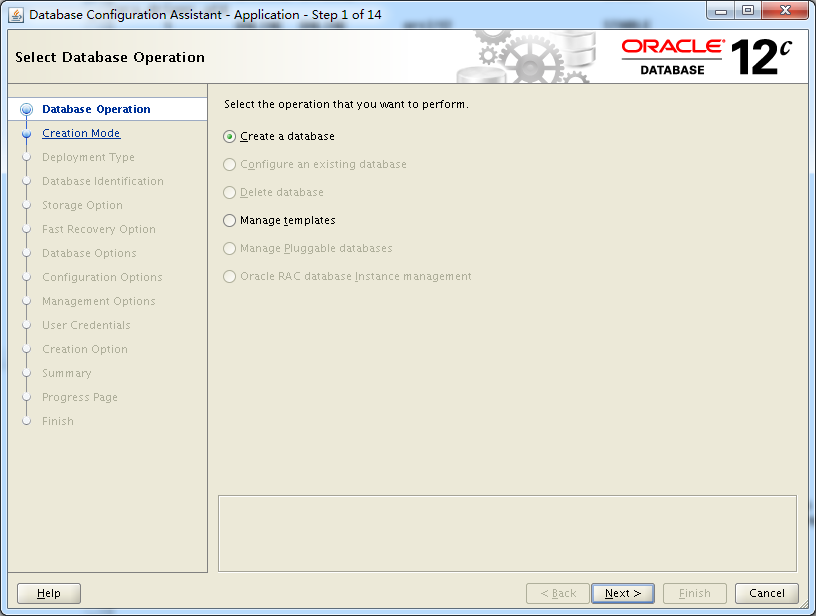 Database Configuration Assistant - Application - Step 1 of 14
Select Database Operation
ORACLE
DATABASE
12c
Database Operation
Creation Mode
Deployment Type
Database Identification
Storage Option
Fast Recovery Option
Database Options
Configuration Options
Management Options
User Credentials
Creation Option
Summary
Progress Page
Finish
Select the operation that you want to perform.
Create a database
Configure an existing database
Delete database
Manage templates
Manage Pluggable databases
Oracle RAC database Instance management
Help
< Back
Next >
Finish
Cancel